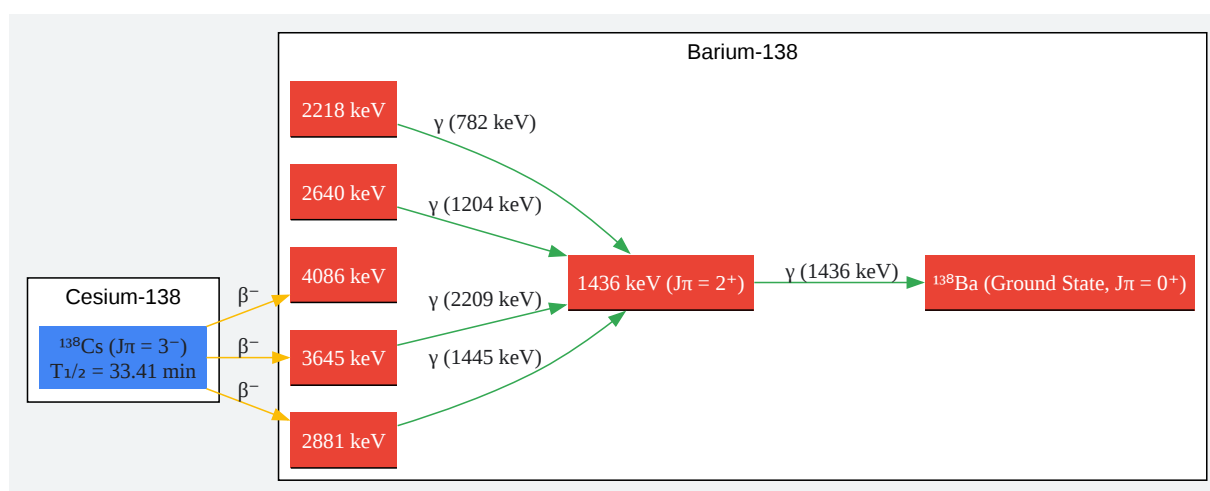 Barium-138
2218 keV
γ (782 keV)
2640 keV
γ (1204 keV)
4086 keV
1436 keV (Jπ = 2⁺)
γ (1436 keV)
¹³⁸Ba (Ground State, Jπ = 0⁺)
Cesium-138
¹³⁸Cs (Jπ = 3⁻)
T₁/₂ = 33.41 min
β⁻
β⁻
β⁻
γ (2209 keV)
3645 keV
γ (1445 keV)
2881 keV